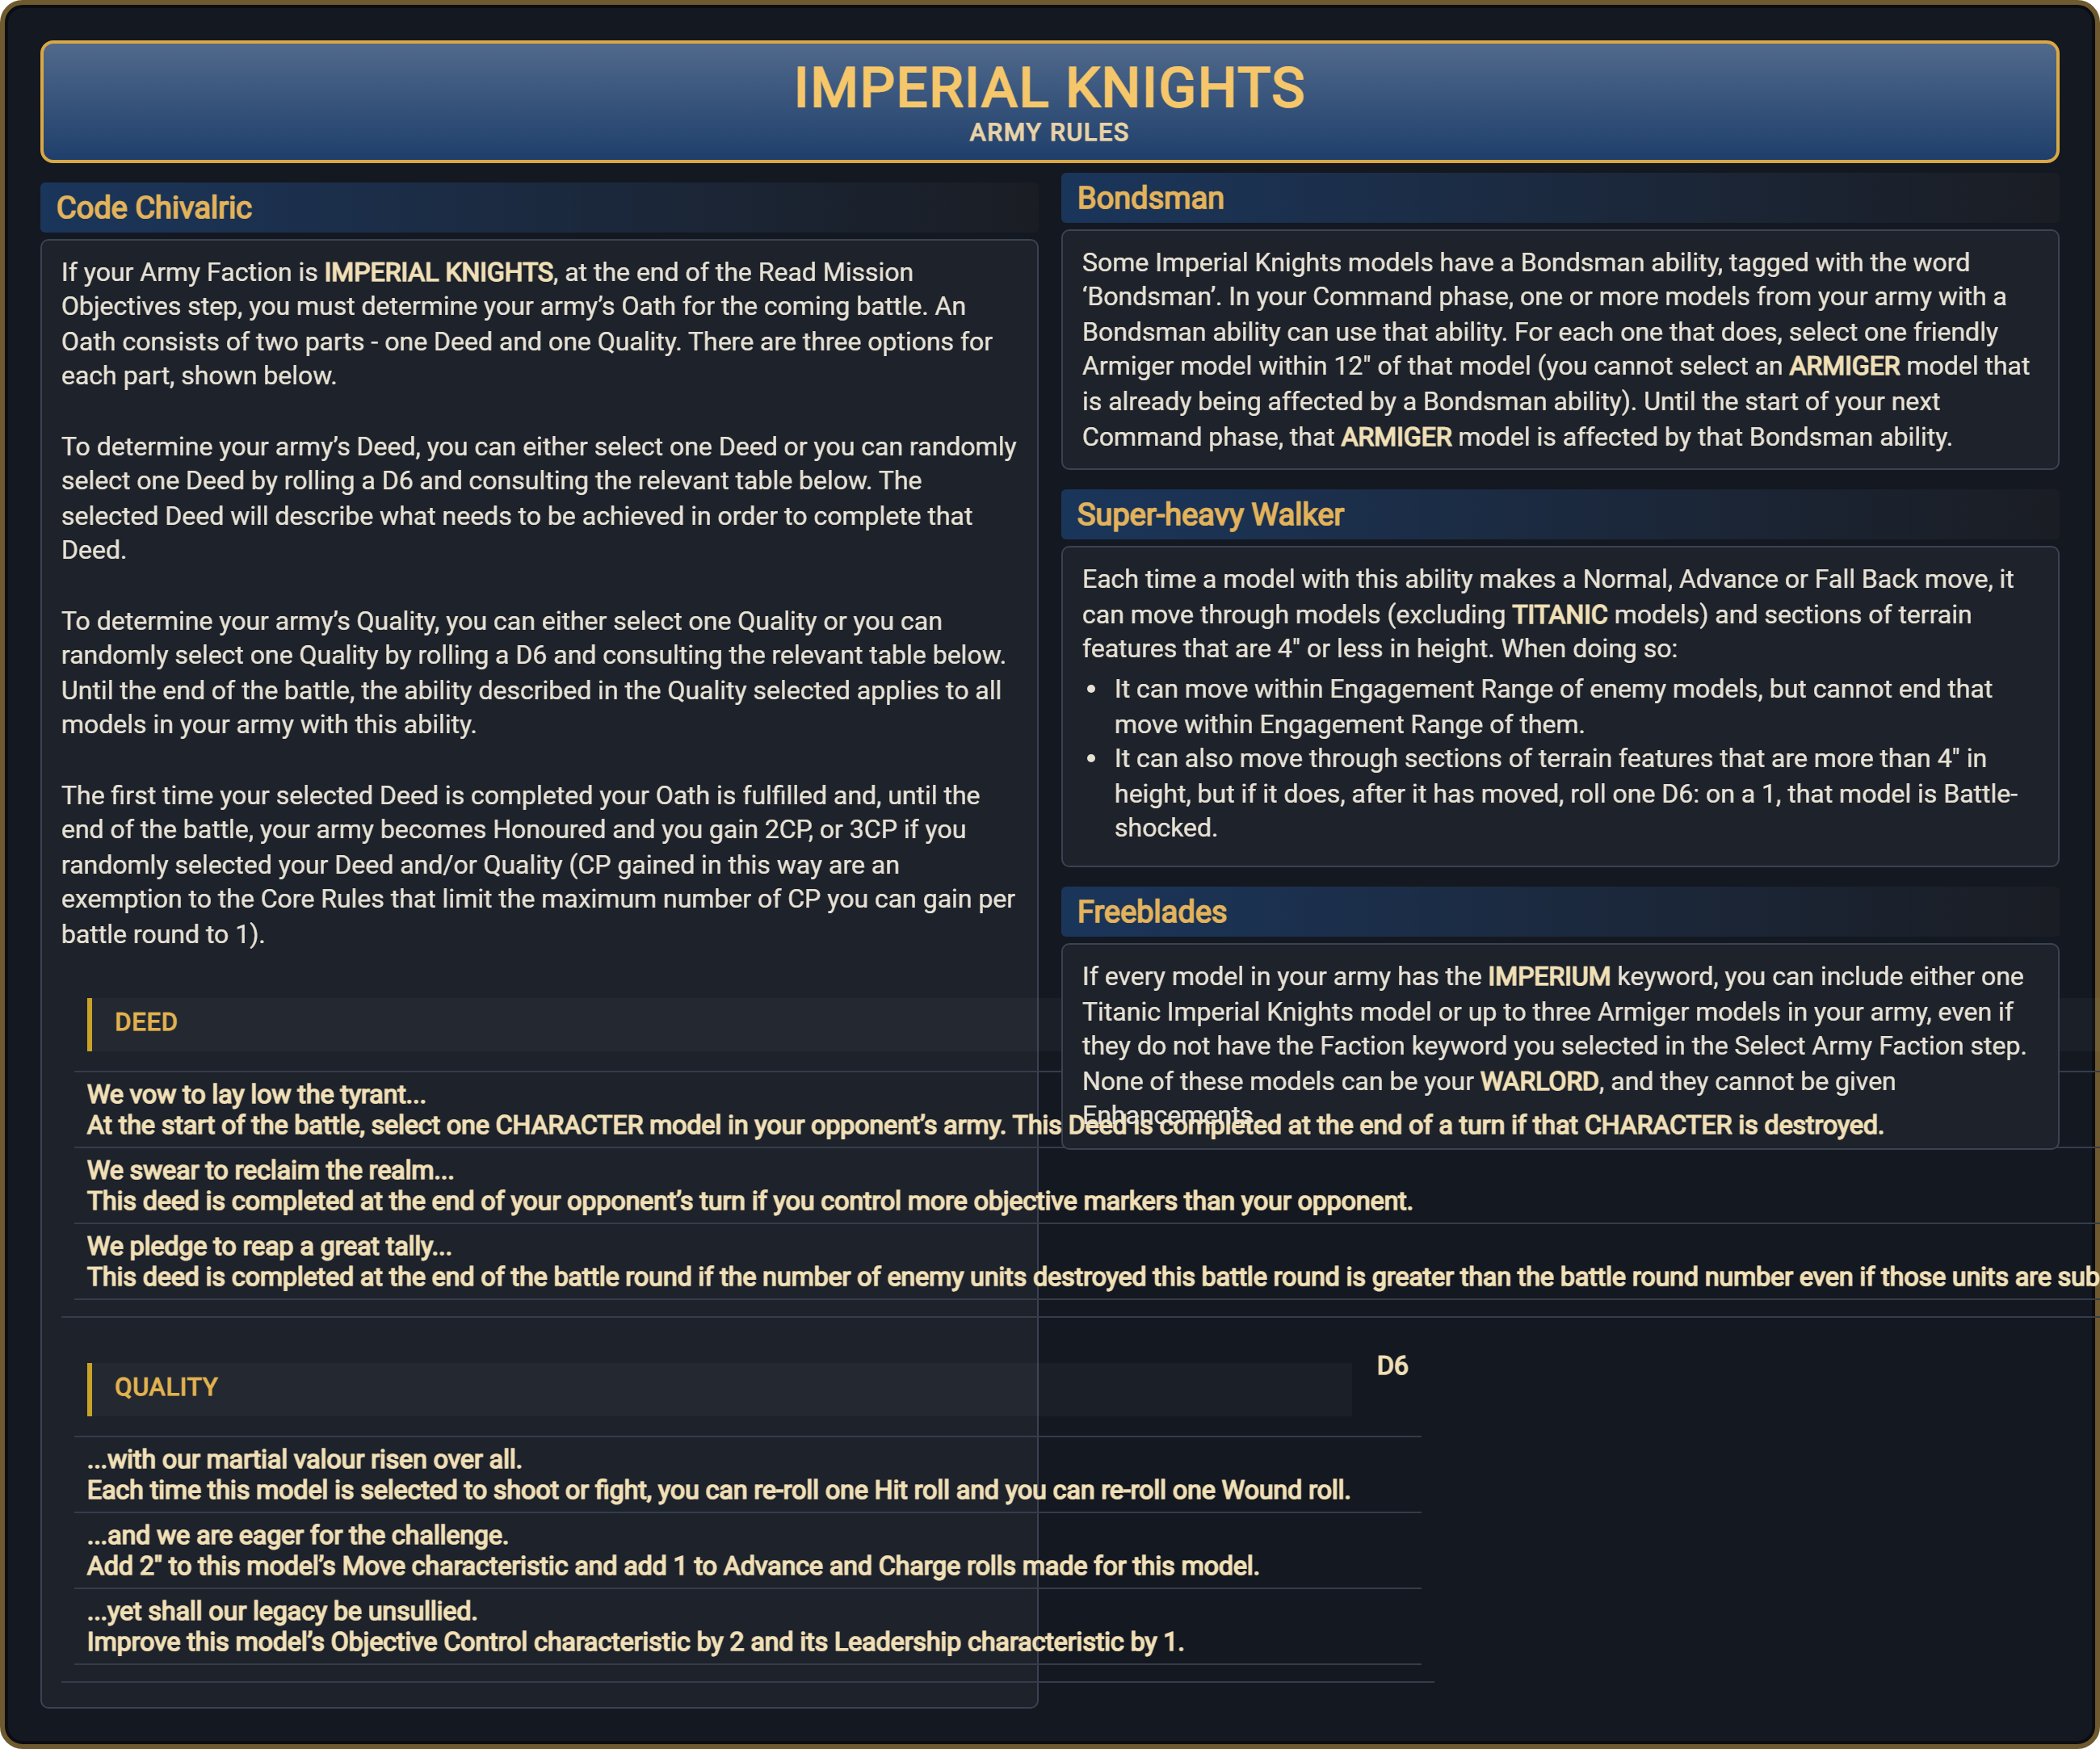 IMPERIAL KNIGHTS
ARMY RULES
Code Chivalric
If your Army Faction is IMPERIAL KNIGHTS, at the end of the Read Mission
Objectives step, you must determine your army’s Oath for the coming battle. An
Oath consists of two parts - one Deed and one Quality. There are three options for
each part, shown below.
To determine your army’s Deed, you can either select one Deed or you can randomly
select one Deed by rolling a D6 and consulting the relevant table below. The
selected Deed will describe what needs to be achieved in order to complete that
Deed.
To determine your army’s Quality, you can either select one Quality or you can
randomly select one Quality by rolling a D6 and consulting the relevant table below.
Until the end of the battle, the ability described in the Quality selected applies to all
models in your army with this ability.
The first time your selected Deed is completed your Oath is fulfilled and, until the
end of the battle, your army becomes Honoured and you gain 2CP, or 3CP if you
randomly selected your Deed and/or Quality (CP gained in this way are an
exemption to the Core Rules that limit the maximum number of CP you can gain per
battle round to 1).
DEED
We vow to lay low the tyrant...
At the start of the battle, select one CHARACTER model in your opponent’s army. This Deed is completed at the end of a turn if that CHARACTER is destroyed.
We swear to reclaim the realm...
This deed is completed at the end of your opponent’s turn if you control more objective markers than your opponent.
We pledge to reap a great tally...
This deed is completed at the end of the battle round if the number of enemy units destroyed this battle round is greater than the battle round number even if those units are sub
QUALITY
D6
...with our martial valour risen over all.
Each time this model is selected to shoot or fight, you can re-roll one Hit roll and you can re-roll one Wound roll.
...and we are eager for the challenge.
Add 2" to this model’s Move characteristic and add 1 to Advance and Charge rolls made for this model.
...yet shall our legacy be unsullied.
Improve this model’s Objective Control characteristic by 2 and its Leadership characteristic by 1.
Bondsman
Some Imperial Knights models have a Bondsman ability, tagged with the word
‘Bondsman’. In your Command phase, one or more models from your army with a
Bondsman ability can use that ability. For each one that does, select one friendly
Armiger model within 12" of that model (you cannot select an ARMIGER model that
is already being affected by a Bondsman ability). Until the start of your next
Command phase, that ARMIGER model is affected by that Bondsman ability.
Super-heavy Walker
Each time a model with this ability makes a Normal, Advance or Fall Back move, it
can move through models (excluding TITANIC models) and sections of terrain
features that are 4" or less in height. When doing so:
• It can move within Engagement Range of enemy models, but cannot end that
move within Engagement Range of them.
• It can also move through sections of terrain features that are more than 4" in
height, but if it does, after it has moved, roll one D6: on a 1, that model is Battle-
shocked.
Freeblades
If every model in your army has the IMPERIUM keyword, you can include either one
Titanic Imperial Knights model or up to three Armiger models in your army, even if
they do not have the Faction keyword you selected in the Select Army Faction step.
None of these models can be your WARLORD, and they cannot be given
Enhancements